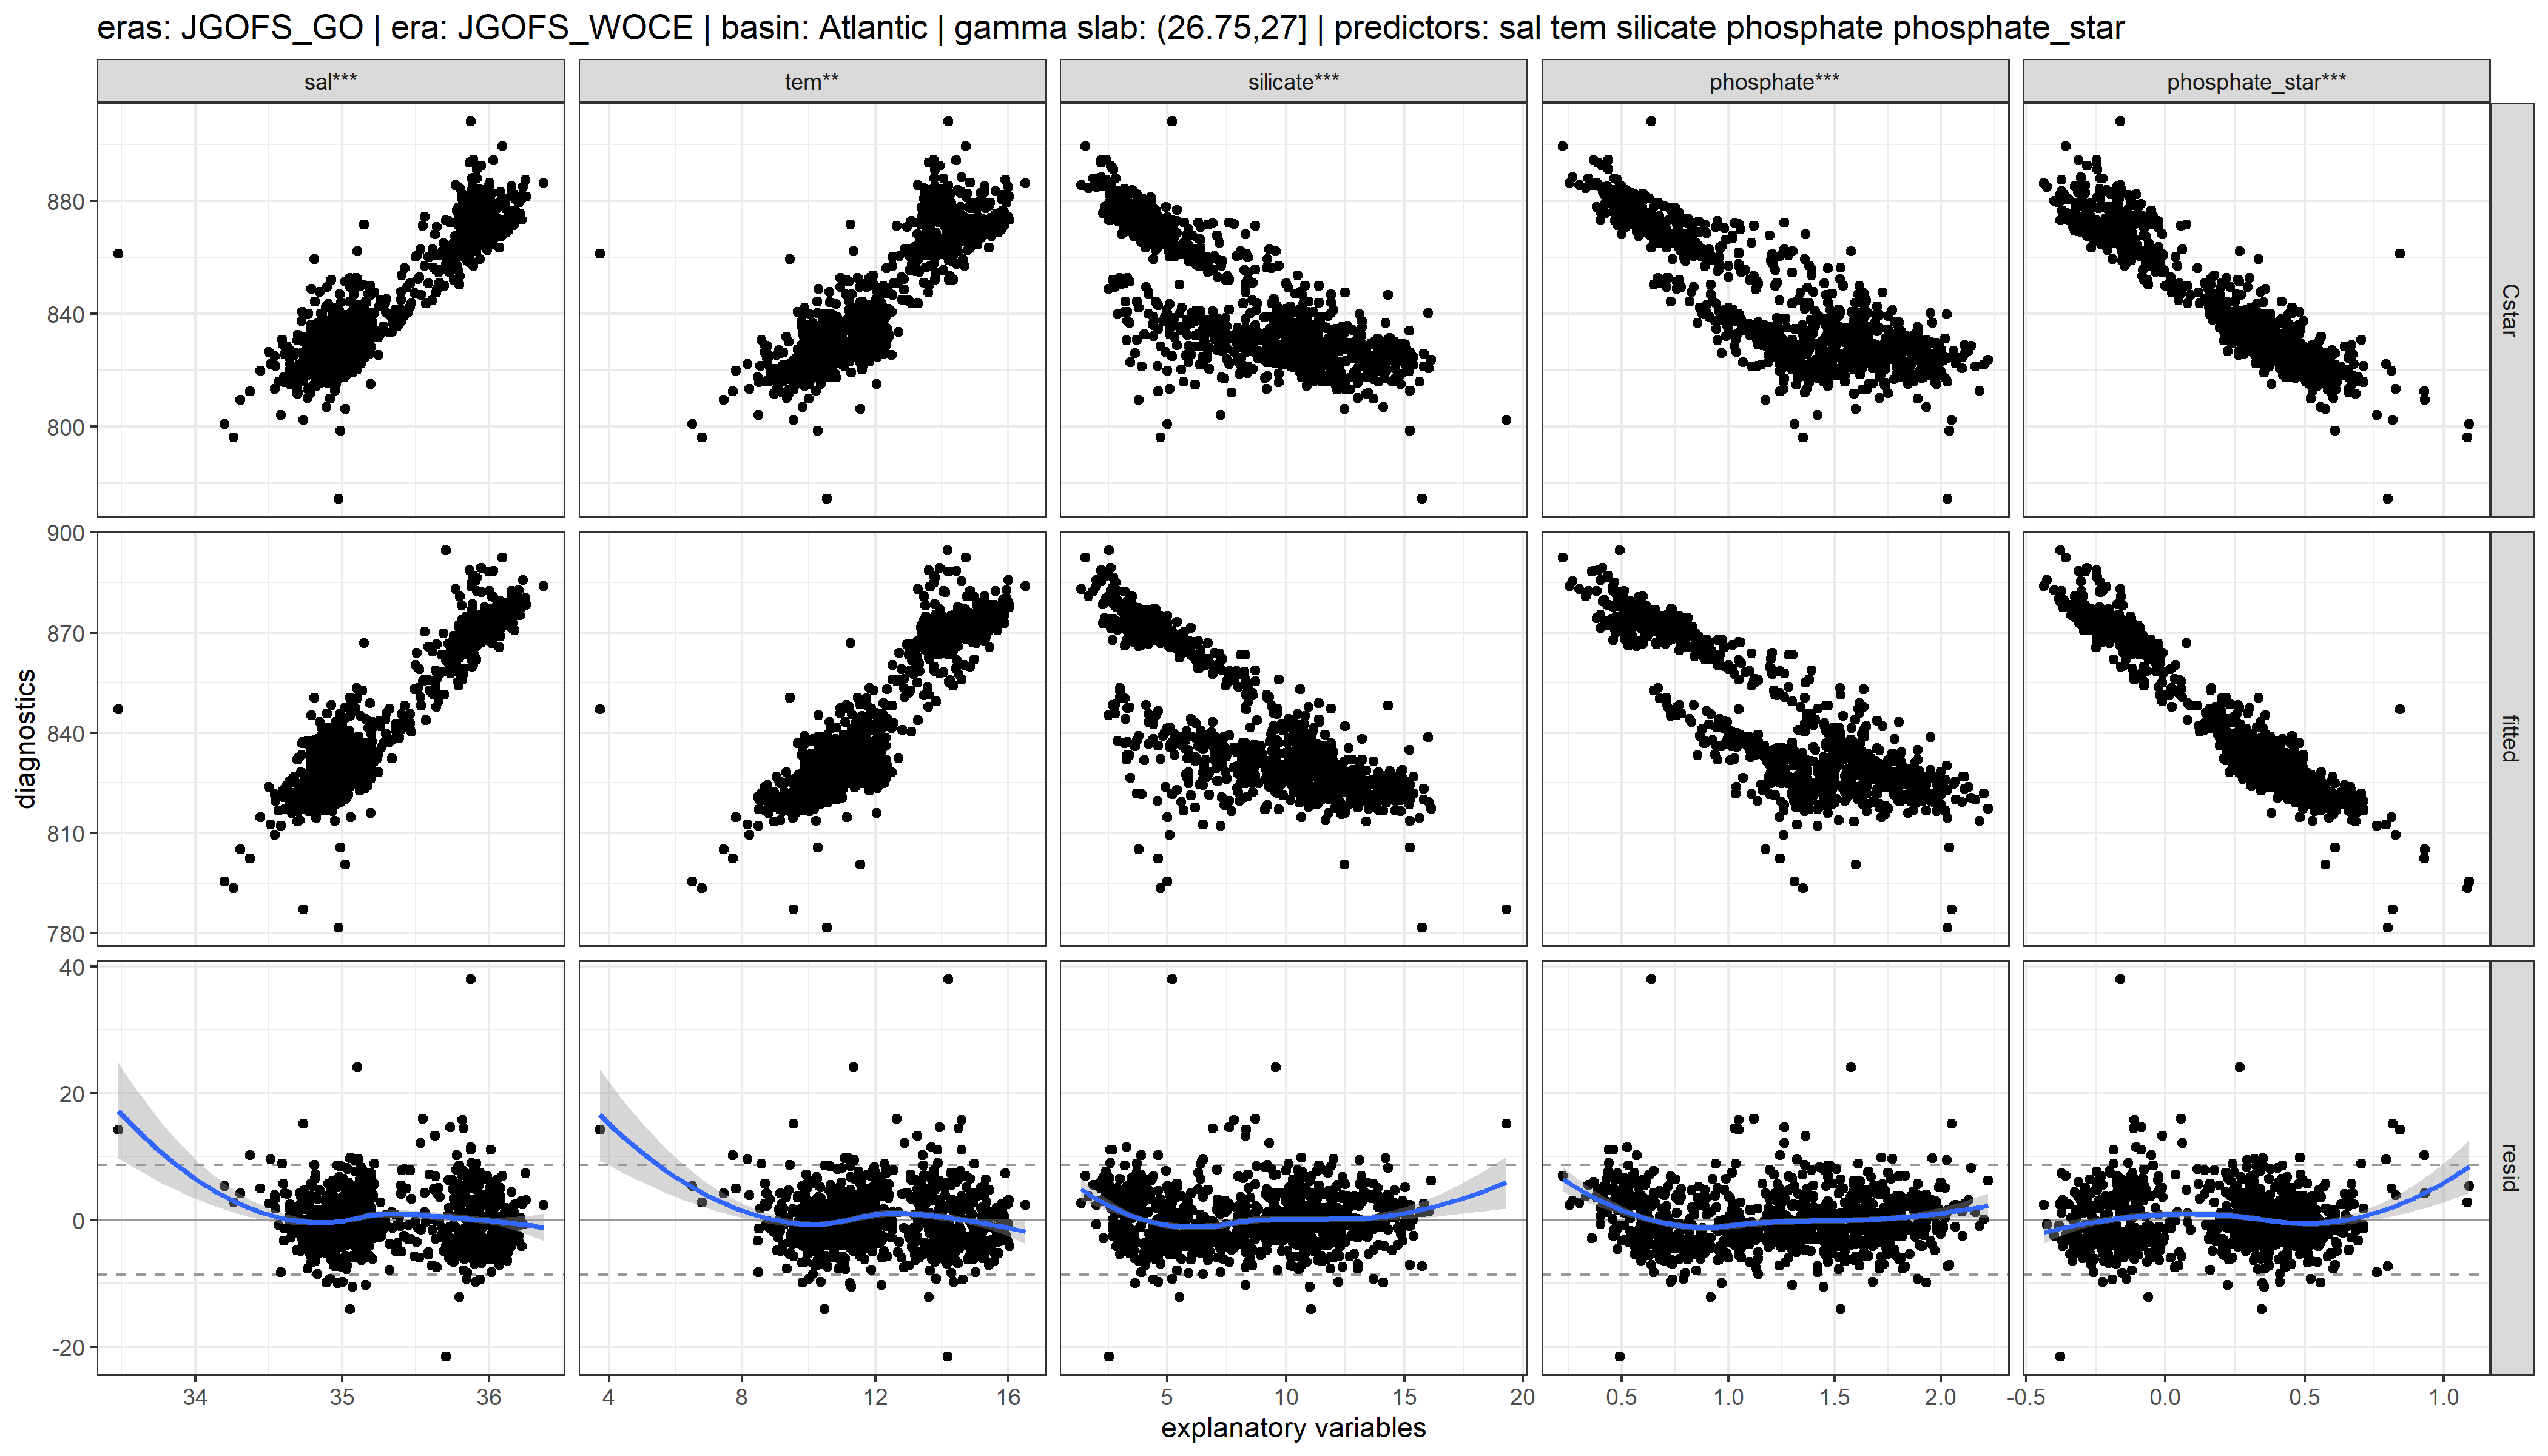 eras: JGOFS_GO | era: JGOFS_WOCE | basin: Atlantic | gamma slab: (26.75,27] | predictors: sal tem silicate phosphate phosphate_star
sal*** tem** silicate*** phosphate*** phosphate_star***
880
840
800
Cstar
900
870
840
810
780
fitted
diagnostics
40
20
0
-20
resid
34 35 36 4 8 12 16 5 10 15 20 0.5 1.0 1.5 2.0 -0.5 0.0 0.5 1.0
explanatory variables